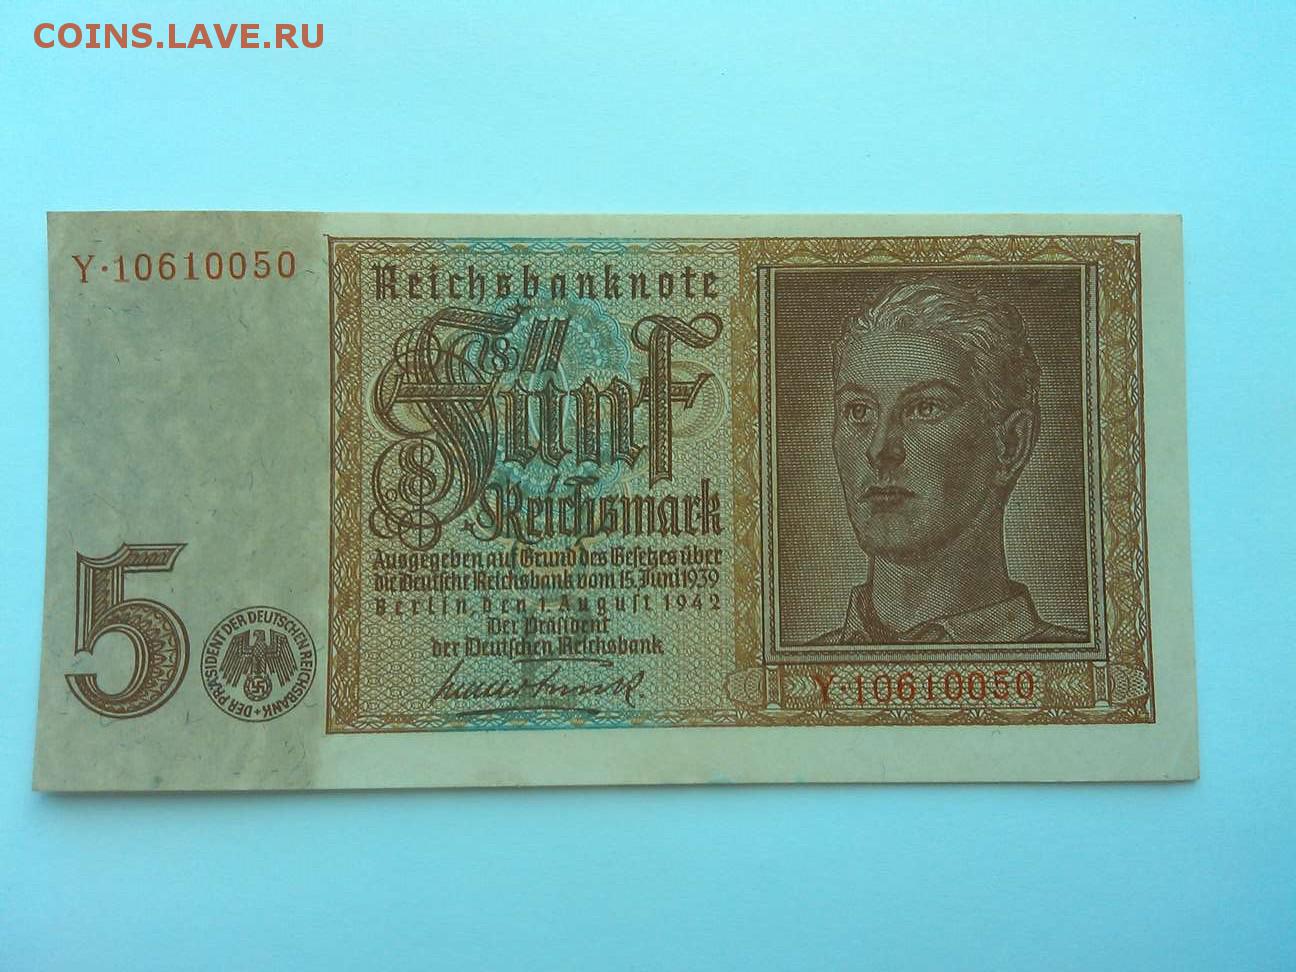 COINS.LAVE.RU
Y·10610050
Reichsbanknote
Fünf
Reichsmark
Ausgegeben auf Grund des Gesetzes über
die Deutsche Reichsbank vom 15. Juni 1939
Berlin, den 1. August 1942
Der Präsident
der Deutschen Reichsbank
5
DER PRÄSIDENT DER DEUTSCHEN REICHSBANK +
Y·10610050